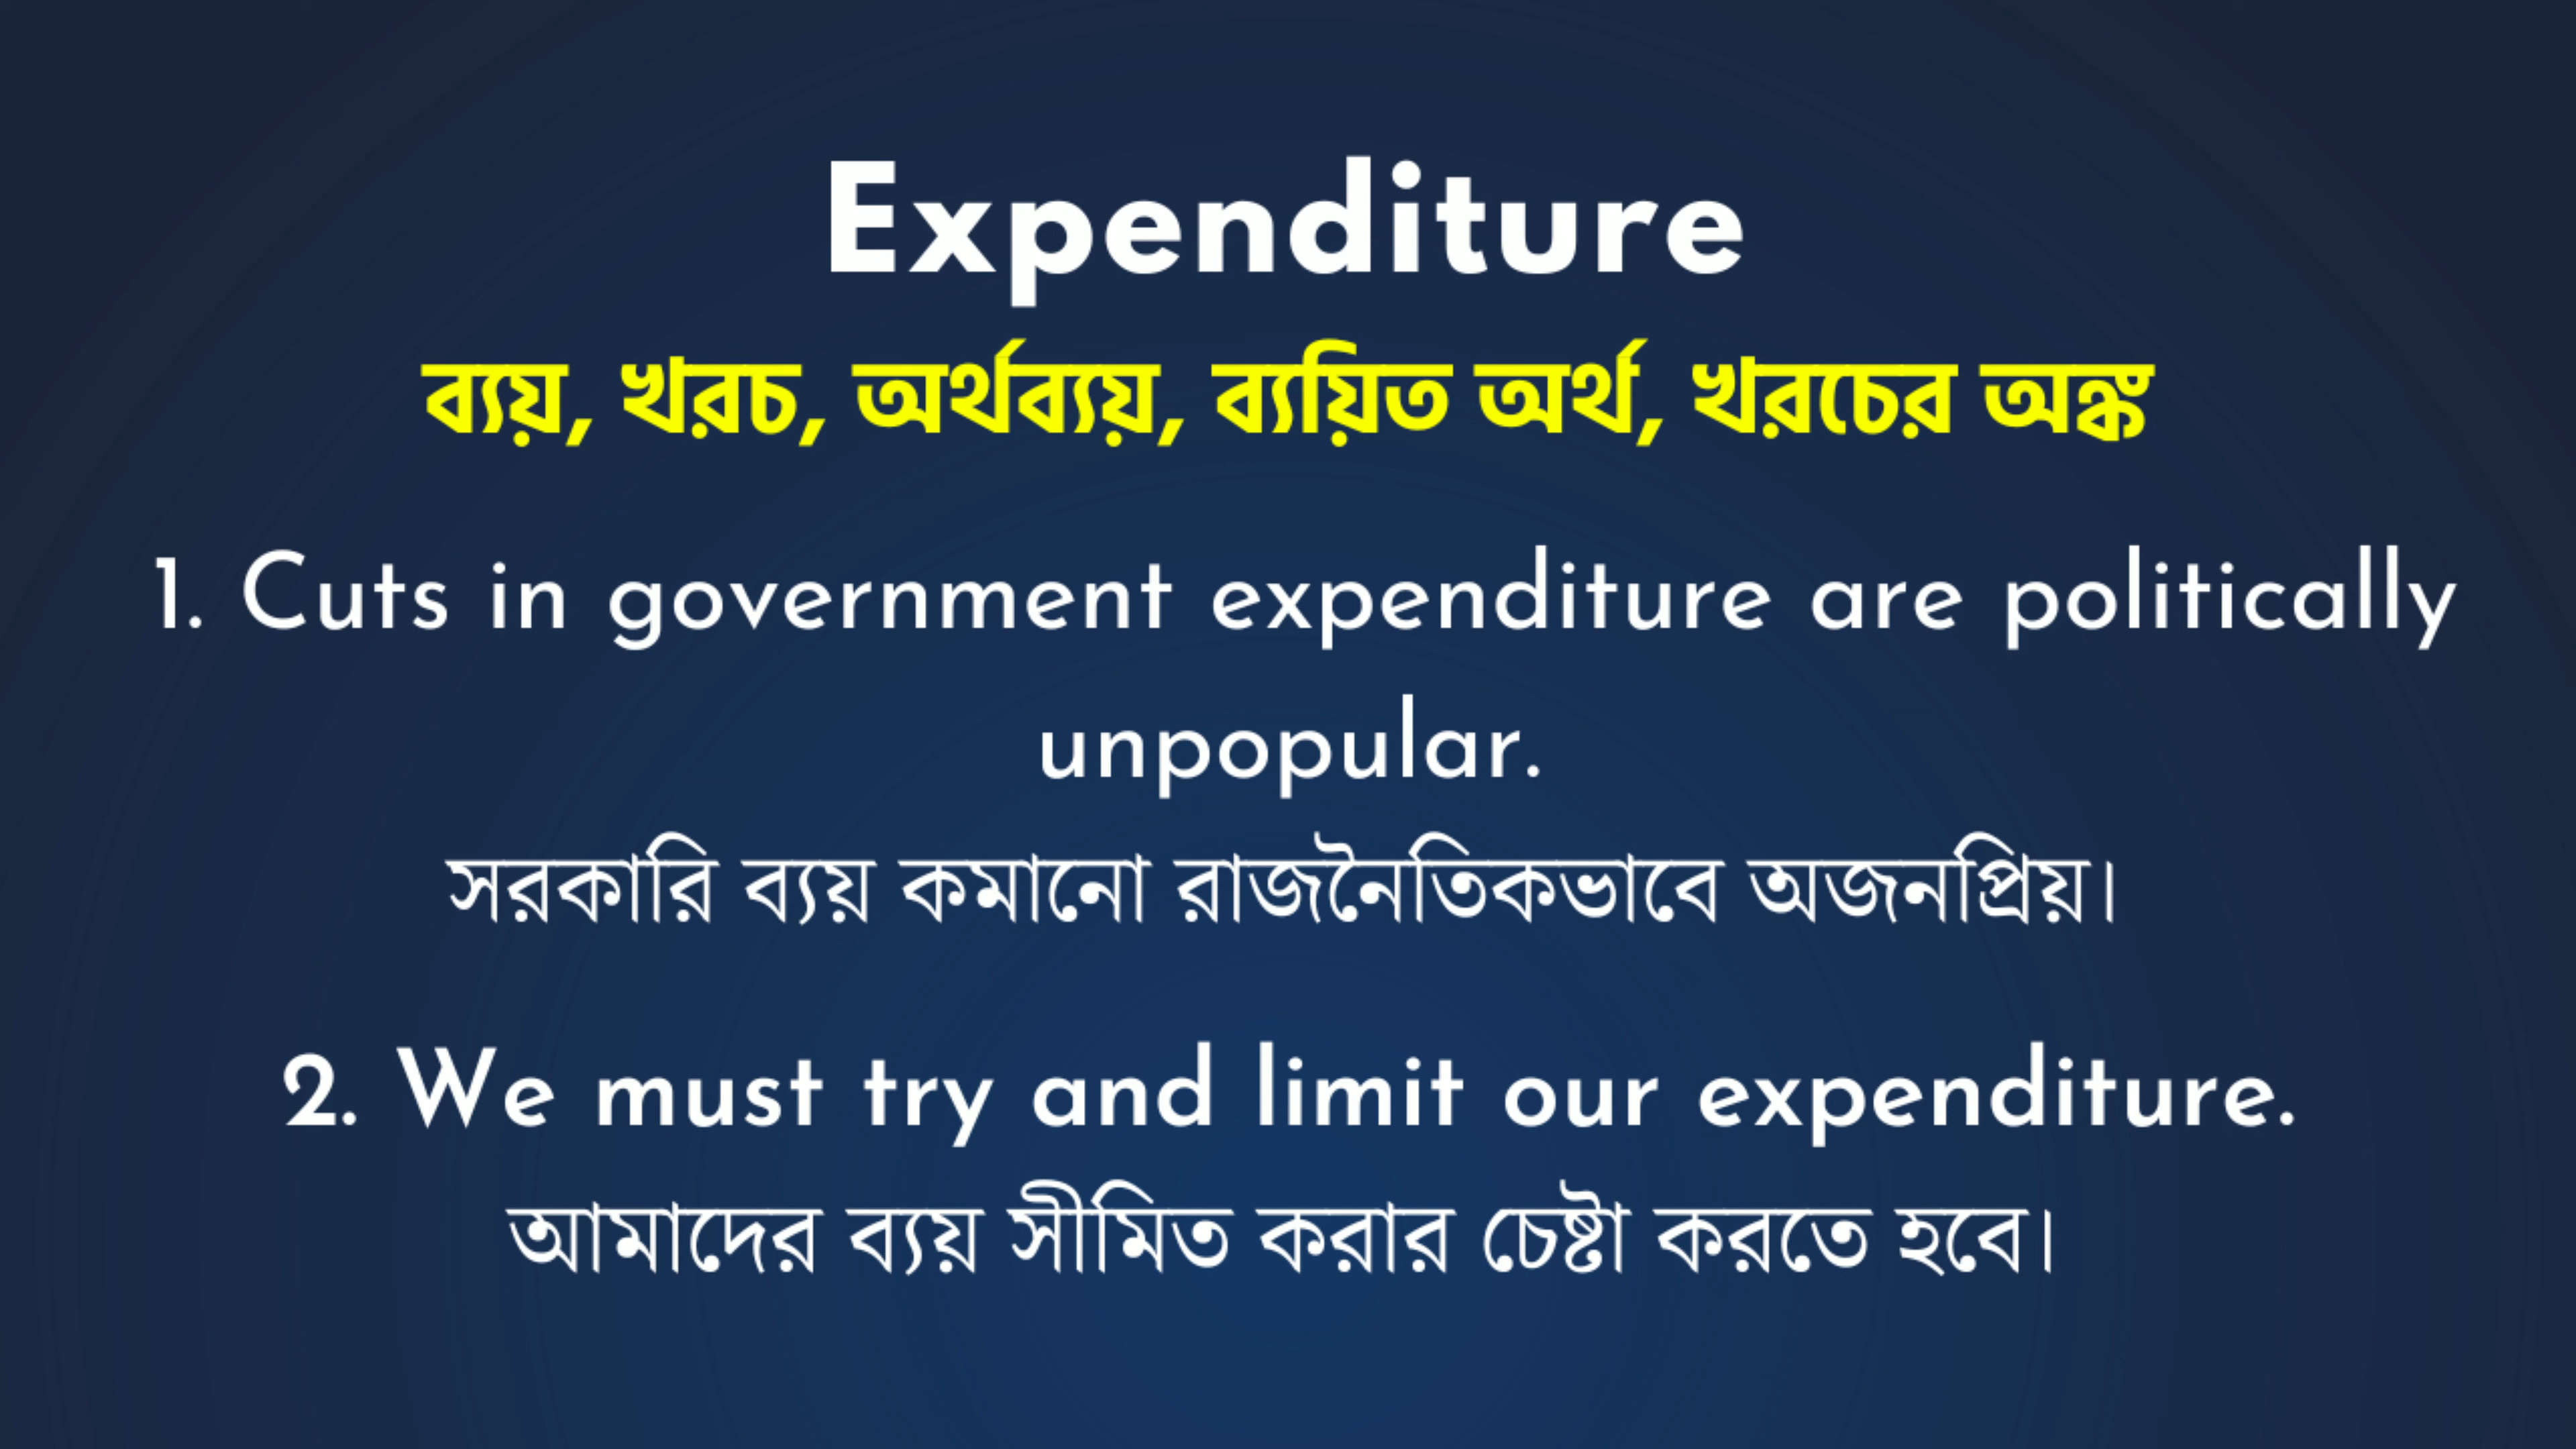 Expenditure
ব্যয়, খরচ, অর্থব্যয়, ব্যয়িত অর্থ, খরচের অঙ্ক
1. Cuts in government expenditure are politically
unpopular.
সরকারি ব্যয় কমানো রাজনৈতিকভাবে অজনপ্রিয়।
2. We must try and limit our expenditure.
আমাদের ব্যয় সীমিত করার চেষ্টা করতে হবে।